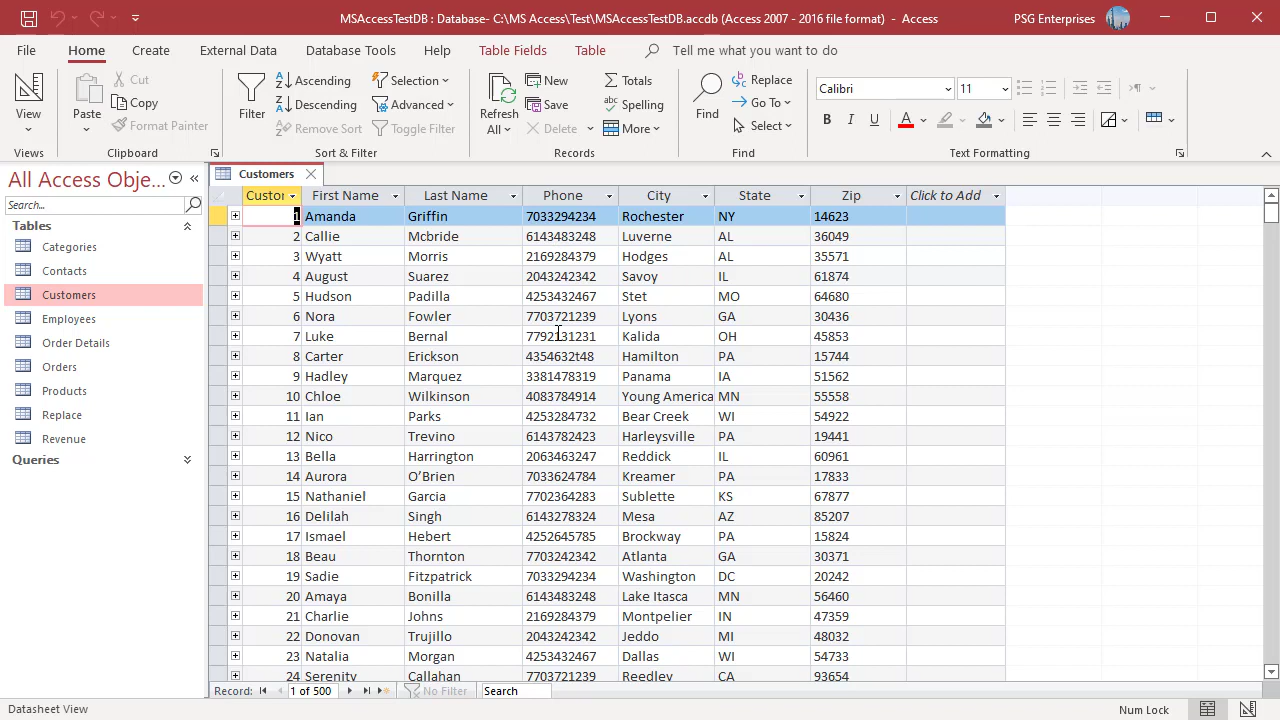 MSAccessTestDB : Database- C:\MS Access\Test\MSAccessTestDB.accdb (Access 2007 - 2016 file format) - Access PSG Enterprises
File Home Create External Data Database Tools Help Table Fields Table Tell me what you want to do
Cut Ascending Selection New Totals Replace Calibri 11
Copy Descending Advanced Save Spelling Go To
View Paste Format Painter Filter Remove Sort Toggle Filter Refresh All Delete More Find Select B I U A
Views Clipboard Sort & Filter Records Find Text Formatting
All Access Obje... Customers
Search...
Custor First Name Last Name Phone City State Zip Click to Add
Tables
Categories
Contacts
Customers
Employees
Order Details
Orders
Products
Replace
Revenue
Queries
1 Amanda Griffin 7033294234 Rochester NY 14623
2 Callie Mcbride 6143483248 Luverne AL 36049
3 Wyatt Morris 2169284379 Hodges AL 35571
4 August Suarez 2043242342 Savoy IL 61874
5 Hudson Padilla 4253432467 Stet MO 64680
6 Nora Fowler 7703721239 Lyons GA 30436
7 Luke Bernal 7792131231 Kalida OH 45853
8 Carter Erickson 4354632t48 Hamilton PA 15744
9 Hadley Marquez 3381478319 Panama IA 51562
10 Chloe Wilkinson 4083784914 Young America MN 55558
11 Ian Parks 4253284732 Bear Creek WI 54922
12 Nico Trevino 6143782423 Harleysville PA 19441
13 Bella Harrington 2063463247 Reddick IL 60961
14 Aurora O’Brien 7033624784 Kreamer PA 17833
15 Nathaniel Garcia 7702364283 Sublette KS 67877
16 Delilah Singh 6143278324 Mesa AZ 85207
17 Ismael Hebert 4252645785 Brockway PA 15824
18 Beau Thornton 7703242342 Atlanta GA 30371
19 Sadie Fitzpatrick 7033294234 Washington DC 20242
20 Amaya Bonilla 6143483248 Lake Itasca MN 56460
21 Charlie Johns 2169284379 Montpelier IN 47359
22 Donovan Trujillo 2043242342 Jeddo MI 48032
23 Natalia Morgan 4253432467 Dallas WI 54733
24 Serenity Callahan 7703721239 Reedley CA 93654
Record: 1 of 500 No Filter Search
Datasheet View Num Lock